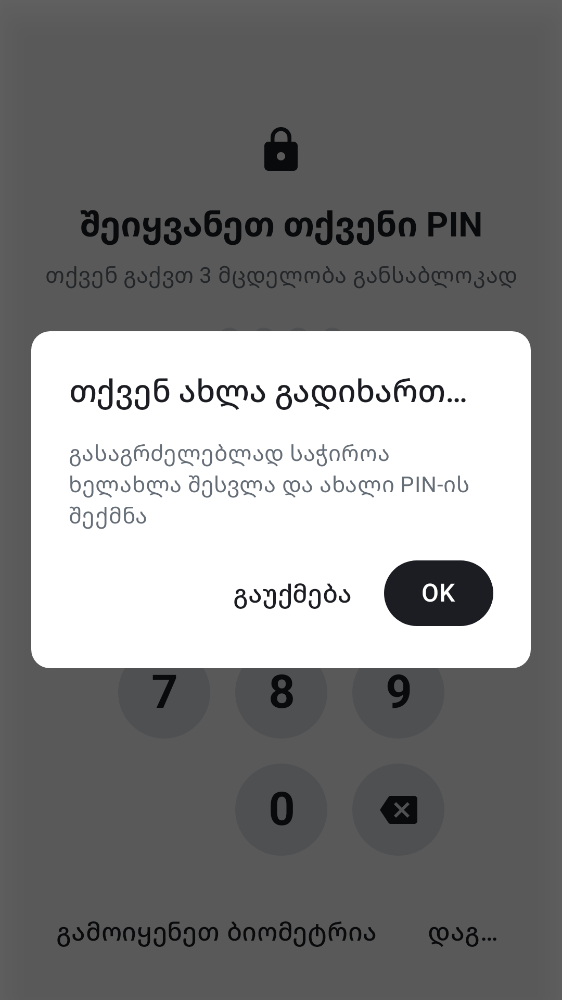 შეიყვანეთ თქვენი PIN
თქვენ გაქვთ 3 მცდელობა განსაბლოკად
თქვენ ახლა გადიხართ...
გასაგრძელებლად საჭიროა
ხელახლა შესვლა და ახალი PIN-ის
შექმნა
გაუქმება OK
7 8 9
0
გამოიყენეთ ბიომეტრია დაგ...